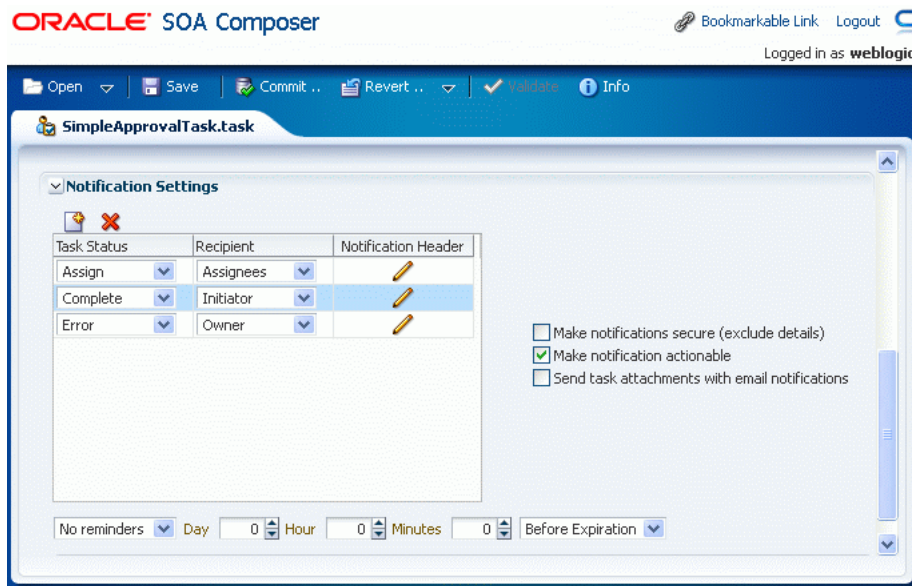 ORACLE SOA Composer
Bookmarkable Link Logout
Logged in as weblogic
Open Save Commit .. Revert .. Validate Info
SimpleApprovalTask.task
Notification Settings
Task Status Recipient Notification Header
Assign Assignees
Complete Initiator
Error Owner
Make notifications secure (exclude details)
Make notification actionable
Send task attachments with email notifications
No reminders Day 0 Hour 0 Minutes 0 Before Expiration